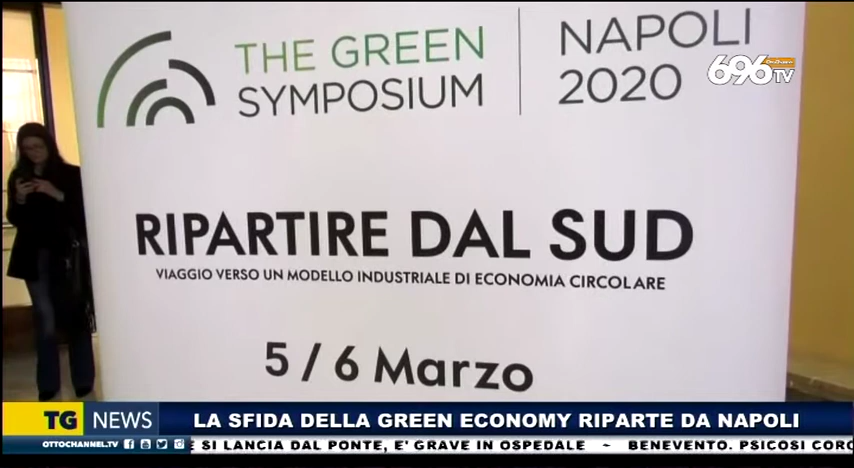 THE GREEN
SYMPOSIUM
NAPOLI
2020
696
TV
RIPARTIRE DAL SUD
VIAGGIO VERSO UN MODELLO INDUSTRIALE DI ECONOMIA CIRCOLARE
5 / 6 Marzo
TG NEWS
LA SFIDA DELLA GREEN ECONOMY RIPARTE DA NAPOLI
OTTOCHANNEL.TV
E SI LANCIA DAL PONTE, E' GRAVE IN OSPEDALE ~ BENEVENTO. PSICOSI CORO